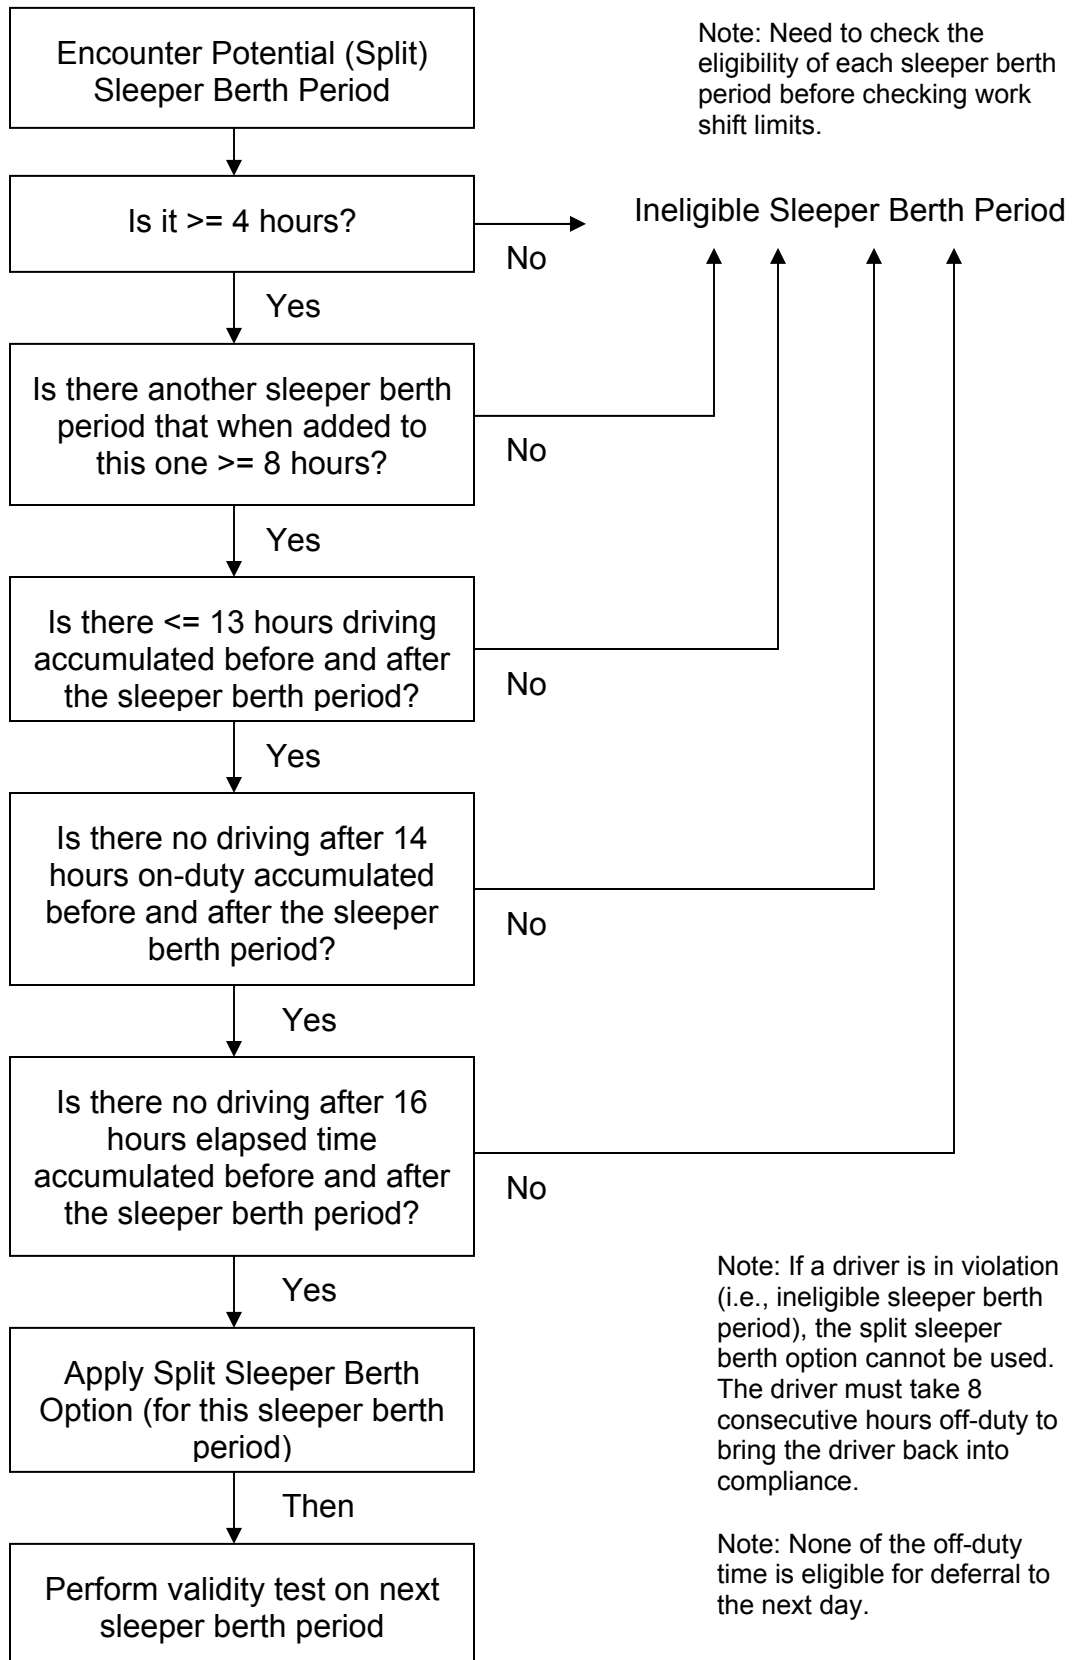 Encounter Potential (Split)
Sleeper Berth Period
Note: Need to check the
eligibility of each sleeper berth
period before checking work
shift limits.
Is it >= 4 hours?
No
Ineligible Sleeper Berth Period
Yes
Is there another sleeper berth
period that when added to
this one >= 8 hours?
No
Yes
Is there <= 13 hours driving
accumulated before and after
the sleeper berth period?
No
Yes
Is there no driving after 14
hours on-duty accumulated
before and after the sleeper
berth period?
No
Yes
Is there no driving after 16
hours elapsed time
accumulated before and after
the sleeper berth period?
No
Yes
Apply Split Sleeper Berth
Option (for this sleeper berth
period)
Then
Perform validity test on next
sleeper berth period
Note: If a driver is in violation
(i.e., ineligible sleeper berth
period), the split sleeper
berth option cannot be used.
The driver must take 8
consecutive hours off-duty to
bring the driver back into
compliance.
Note: None of the off-duty
time is eligible for deferral to
the next day.